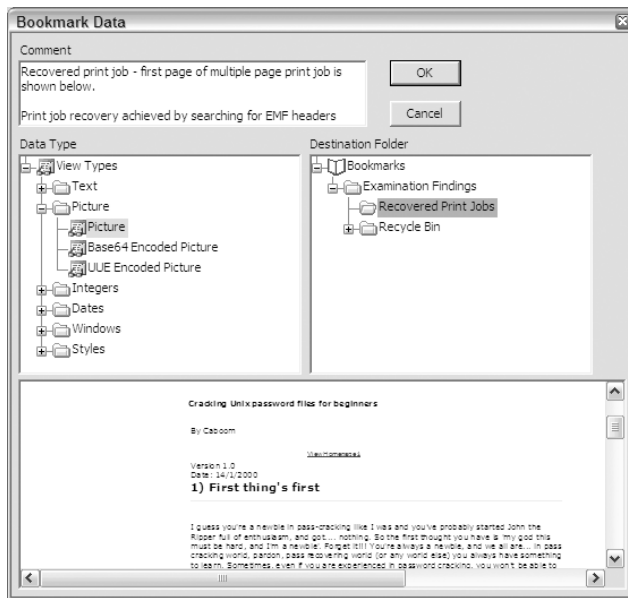 Bookmark Data
Comment
Recovered print job - first page of multiple page print job is
shown below.
Print job recovery achieved by searching for EMF headers
OK
Cancel
Data Type
View Types
Text
Picture
Picture
Base64 Encoded Picture
UUE Encoded Picture
Integers
Dates
Windows
Styles
Destination Folder
Bookmarks
Examination Findings
Recovered Print Jobs
Recycle Bin
Cracking Unix password files for beginners
By Caboom
View Homepage
Version 1.0
Date: 14/1/2000
1) First thing's first
I guess you're a newbie in pass-cracking like I was and you've probably started John the
Ripper full of enthusiasm, and got.... nothing. So the first thought you have is 'my god this
must be hard, and I'm a newbie'. Forget it!!! You're always a newbie, and we all are... in pass
cracking world, pardon, pass recovering world (or any world else) you always have something
to learn. Sometimes, even if you are experienced in password cracking, you won't be able to